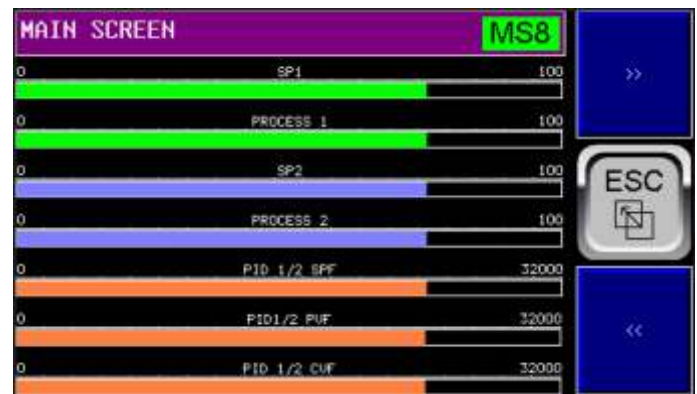 MAIN SCREEN MS8
0 SP1 100
>>
0 PROCESS 1 100
0 SP2 100
ESC
0 PROCESS 2 100
0 PID 1/2 SPF 32000
0 PID1/2 PVF 32000
<<
0 PID 1/2 CVF 32000